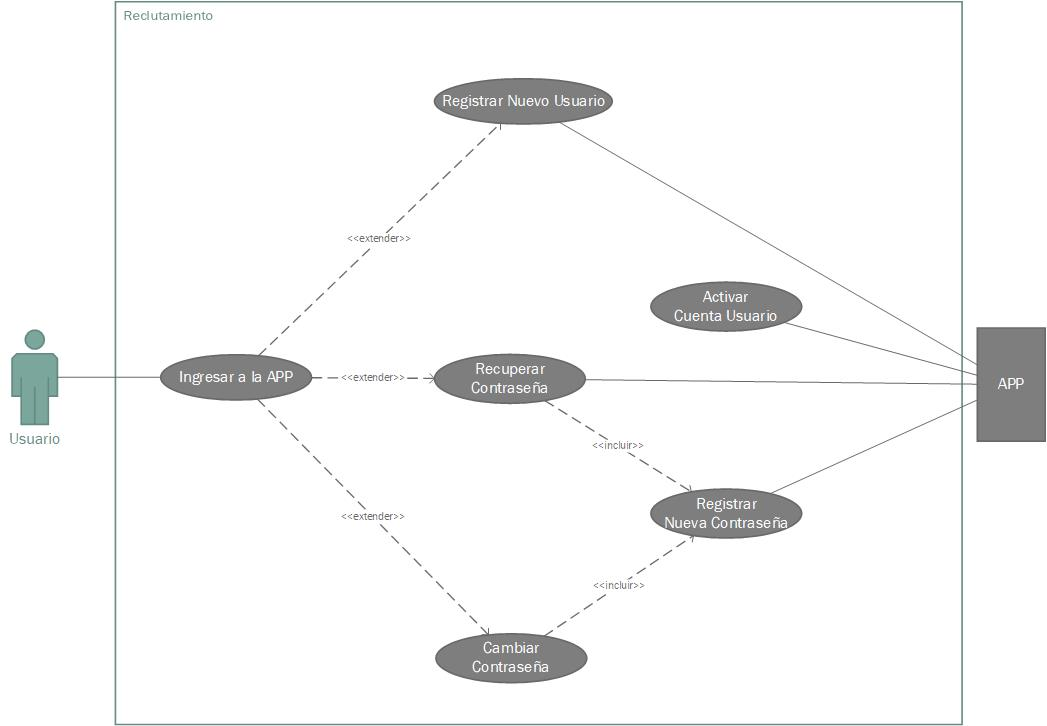 Reclutamiento
Registrar Nuevo Usuario
<<extender>>
Activar
Cuenta Usuario
Usuario
Ingresar a la APP
<<extender>>
Recuperar
Contraseña
APP
<<incluir>>
<<extender>>
Registrar
Nueva Contraseña
<<incluir>>
Cambiar
Contraseña